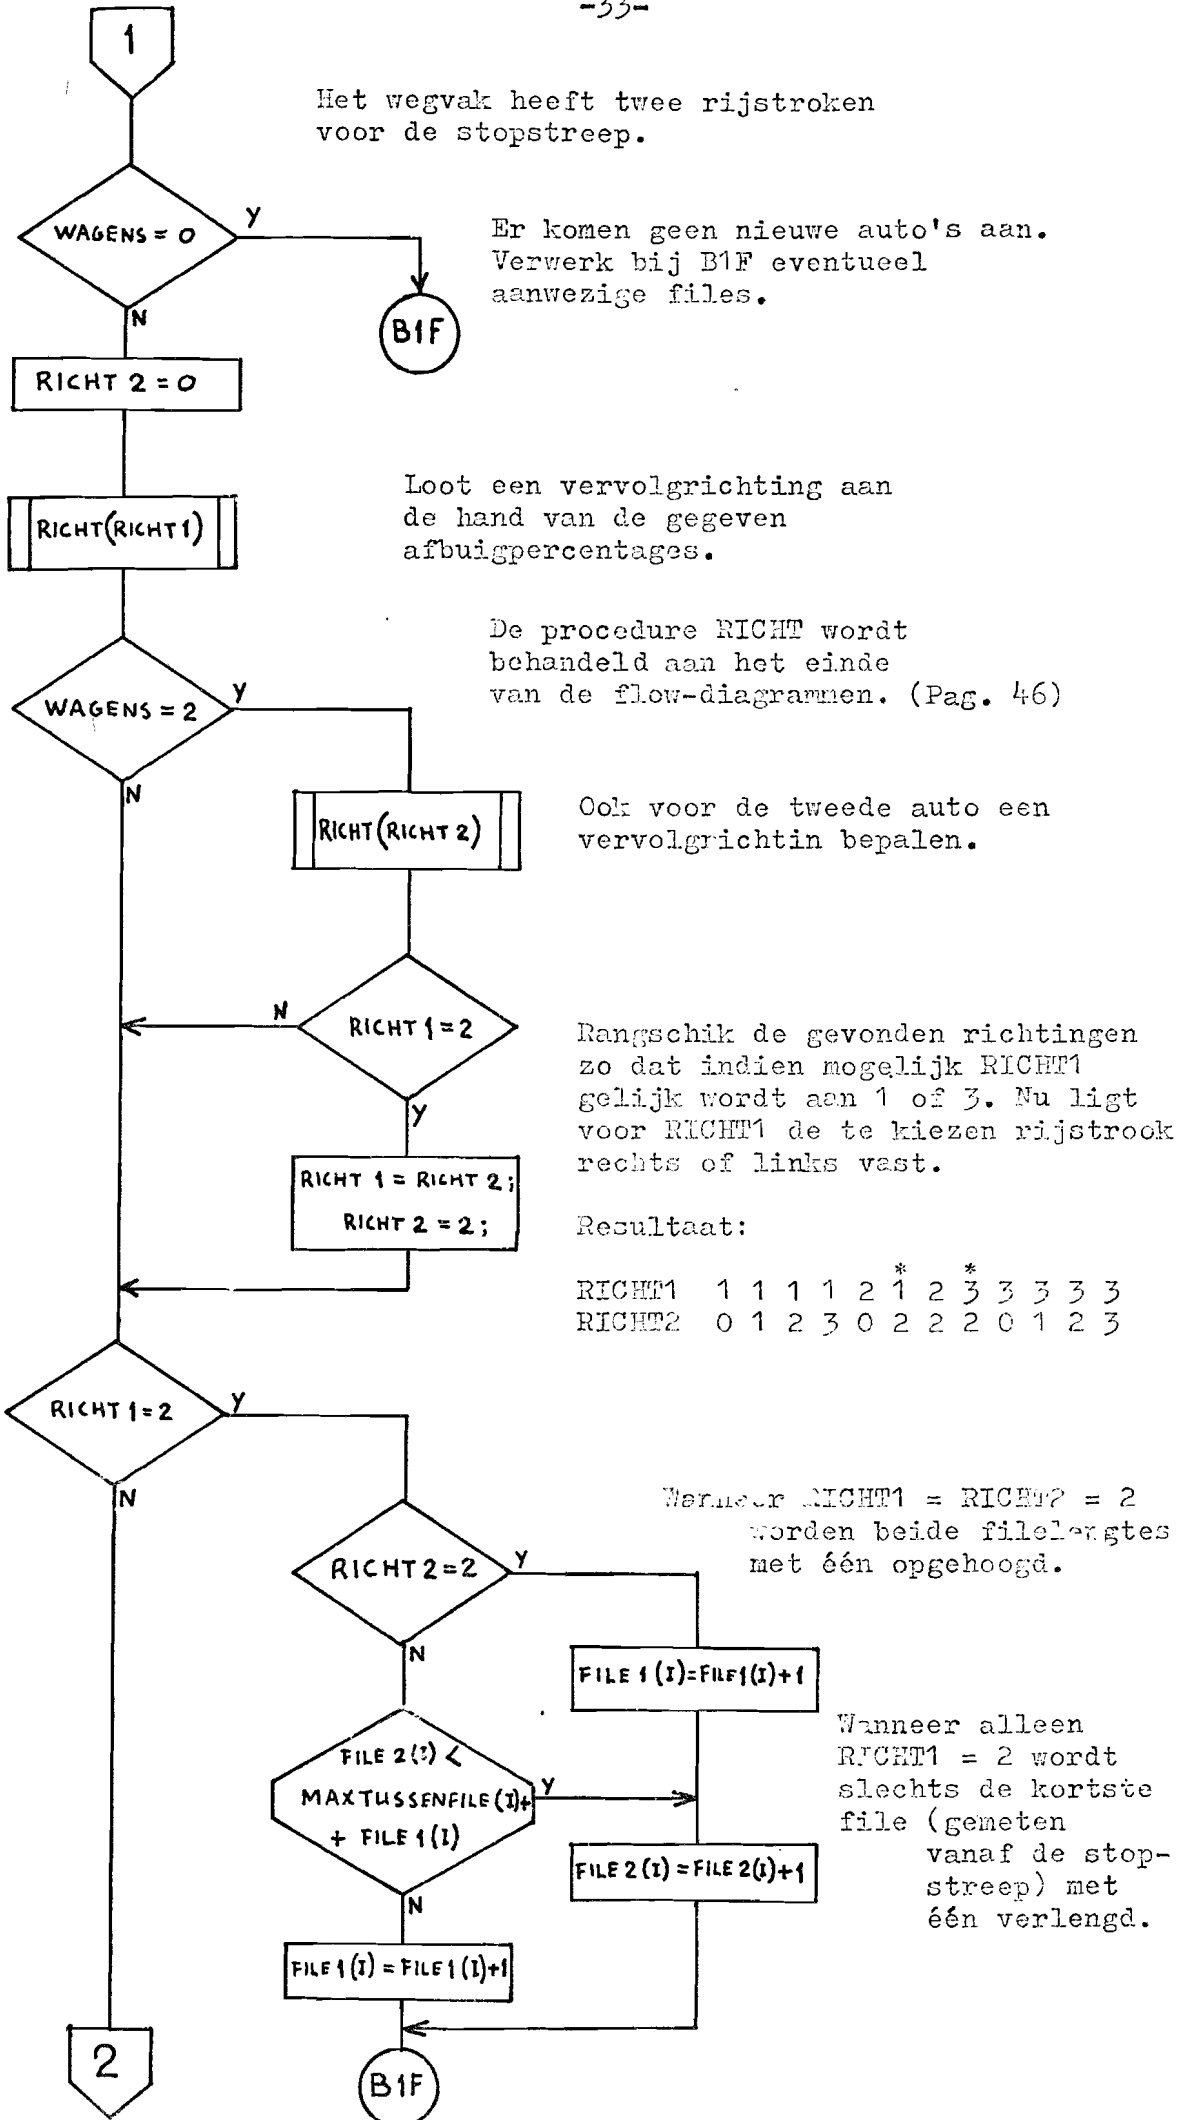 -33-
1
Het wegvak heeft twee rijstroken
voor de stopstreep.
WAGENS = 0
Y
N
Er komen geen nieuwe auto's aan.
Verwerk bij B1F eventueel
aanwezige files.
B1F
RICHT 2 = 0
RICHT(RICHT 1)
Loot een vervolgrichting aan
de hand van de gegeven
afbuigpercentages.
De procedure RICHT wordt
behandeld aan het einde
van de flow-diagrammen. (Pag. 46)
WAGENS = 2
Y
N
RICHT(RICHT 2)
Ook voor de tweede auto een
vervolgrichtin bepalen.
N
RICHT 1 = 2
Y
Rangschik de gevonden richtingen
zo dat indien mogelijk RICHT1
gelijk wordt aan 1 of 3. Nu ligt
voor RICHT1 de te kiezen rijstrook
rechts of links vast.
RICHT 1 = RICHT 2;
RICHT 2 = 2;
Resultaat:
* *
RICHT1 1 1 1 1 2 1 2 3 3 3 3 3
RICHT2 0 1 2 3 0 2 2 2 0 1 2 3
RICHT 1 = 2
Y
N
Wanneer RICHT1 = RICHT2 = 2
worden beide filelengtes
met één opgehoogd.
RICHT 2 = 2
Y
N
FILE 1 (I) = FILE 1 (I) + 1
FILE 2 (I) <
MAXTUSSENFILE (I) +
+ FILE 1 (I)
Y
N
Wanneer alleen
RICHT1 = 2 wordt
slechts de kortste
file (gemeten
vanaf de stop-
streep) met
één verlengd.
FILE 2 (I) = FILE 2 (I) + 1
FILE 1 (I) = FILE 1 (I) + 1
2
B1F